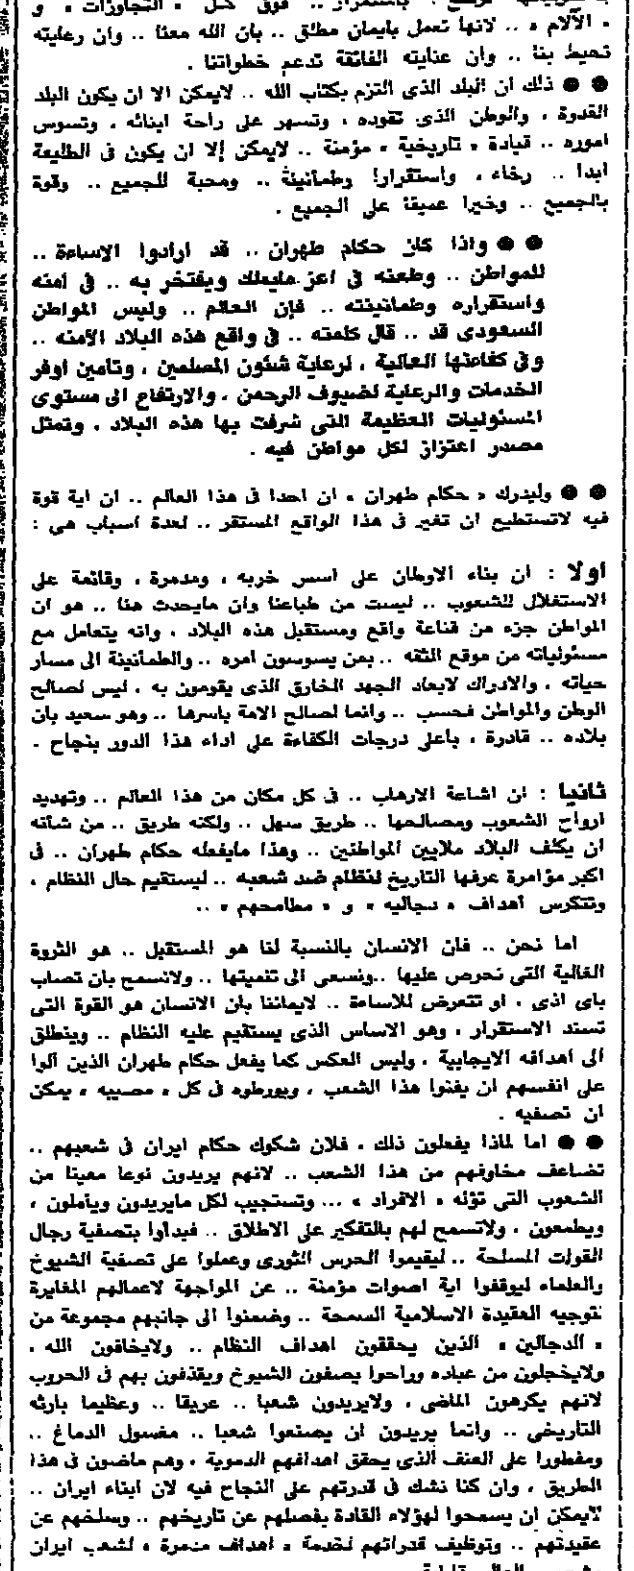 باستمرار .. فوق كل « التجاوزات » و
« الآلام » .. لانها تعمل بايمان مطلق .. بان الله معنا .. وان رعايته
تحيط بنا .. وان عنايته الفائقة تدعم خطواتنا .
● ● ذلك ان البلد الذى التزم بكتاب الله .. لايمكن الا ان يكون البلد
القدوة ، والوطن الذى تقوده ، وتسهر على راحة ابنائه ، وتسوس
اموره .. قيادة « تاريخية » مؤمنة .. لايمكن إلا ان يكون فى الطليعة
ابدا .. رخاء ، واستقرارا وطمأنينة .. ومحبة للجميع .. وقوة
بالجميع .. وخيرا عميقا على الجميع .
● ● واذا كان حكام طهران .. قد ارادوا الاساءة ..
للمواطن .. وطعنه فى اعز مايملك ويفتخر به .. فى أمنه
واستقراره وطمانينته .. فإن العالم .. وليس المواطن
السعودى قد .. قال كلمته .. فى واقع هذه البلاد الآمنه ..
وفى كفاءتها العالية ، لرعاية شئون المسلمين ، وتامين اوفر
الخدمات والرعاية لضيوف الرحمن ، والارتفاع الى مستوى
المسئوليات العظيمة التى شرفت بها هذه البلاد ، وتمثل
مصدر اعتزاز لكل مواطن فيه .
● ● وليدرك « حكام طهران » ان احدا فى هذا العالم .. ان اية قوة
فيه لاتستطيع ان تغير فى هذا الواقع المستقر .. لعدة اسباب هى :
أولا : ان بناء الاوطان على اسس خربه ، ومدمرة ، وقائمة على
الاستغلال للشعوب .. ليست من طباعنا وان مايحدث هنا .. هو ان
المواطن جزء من قناعة واقع ومستقبل هذه البلاد ، وانه يتعامل مع
مسئولياته من موقع الثقه .. بمن يسوسون امره .. والطمأنينة الى مسار
حياته ، والادراك لابعاد الجهد الخارق الذى يقومون به ، ليس لصالح
الوطن والمواطن فحسب .. وانما لصالح الامة باسرها .. وهو سعيد بان
بلاده .. قادرة ، باعلى درجات الكفاءة على اداء هذا الدور بنجاح .
ثانيا : ان اشاعة الارهاب .. فى كل مكان من هذا العالم .. وتهديد
ارواح الشعوب ومصالحها .. طريق سهل .. ولكنه طريق .. من شأنه
ان يكلف البلاد ملايين المواطنين .. وهذا مايفعله حكام طهران .. فى
اكبر مؤامرة عرفها التاريخ لنظام ضد شعبه .. ليستقيم حال النظام ،
وتتكرس أهداف « دجاليه » و « مطامحهم » ..
اما نحن .. فان الانسان بالنسبة لنا هو المستقبل .. هو الثروة
الغالية التى نحرص عليها .. ونسعى الى تنميتها .. ولانسمح بان تصاب
باى اذى ، او تتعرض للاساءة .. لايماننا بان الانسان هو القوة التى
تسند الاستقرار ، وهو الاساس الذى يستقيم عليه النظام .. وينطلق
الى اهدافه الايجابية ، وليس العكس كما يفعل حكام طهران الذين آلوا
على انفسهم ان يفنوا هذا الشعب ، ويورطوه فى كل « مصيبه » يمكن
ان تصفيه .
● ● اما لماذا يفعلون ذلك ، فلان شكوك حكام ايران فى شعبهم ..
تضاعف مخاوفهم من هذا الشعب .. لانهم يريدون نوعا معينا من
الشعوب التى تؤله « الافراد » ... وتستجيب لكل مايريدون ويأملون ،
ويطمعون ، ولاتسمح لهم بالتفكير على الاطلاق .. فبدأوا بتصفية رجال
القوات المسلحة .. ليقيموا الحرس الثورى وعملوا على تصفية الشيوخ
والعلماء ليوقفوا اية اصوات مؤمنة .. عن المواجهة لاعمالهم المغايرة
لتوجيه العقيدة الاسلامية السمحة .. وضمنوا الى جانبهم مجموعة من
« الدجالين » الذين يحققون اهداف النظام .. ولايخافون الله .
ولايخجلون من عباده وراحوا يصفون الشيوخ ويقذفون بهم فى الحروب
لانهم يكرهون الماضى ، ولايريدون شعبا .. عريقا .. وعظيما بارثه
التاريخى .. وانما يريدون ان يصنعوا شعبا .. مغسول الدماغ ..
ومفطورا على العنف الذى يحقق اهدافهم الدموية ، وهم ماضون فى هذا
الطريق ، وان كنا نشك فى قدرتهم على النجاح فيه لان ابناء ايران ..
لايمكن ان يسمحوا لهؤلاء القادة بفصلهم عن تاريخهم .. وسلخهم عن
عقيدتهم .. وتوظيف قدراتهم لخدمة « اهداف مدمرة » لشعب ايران